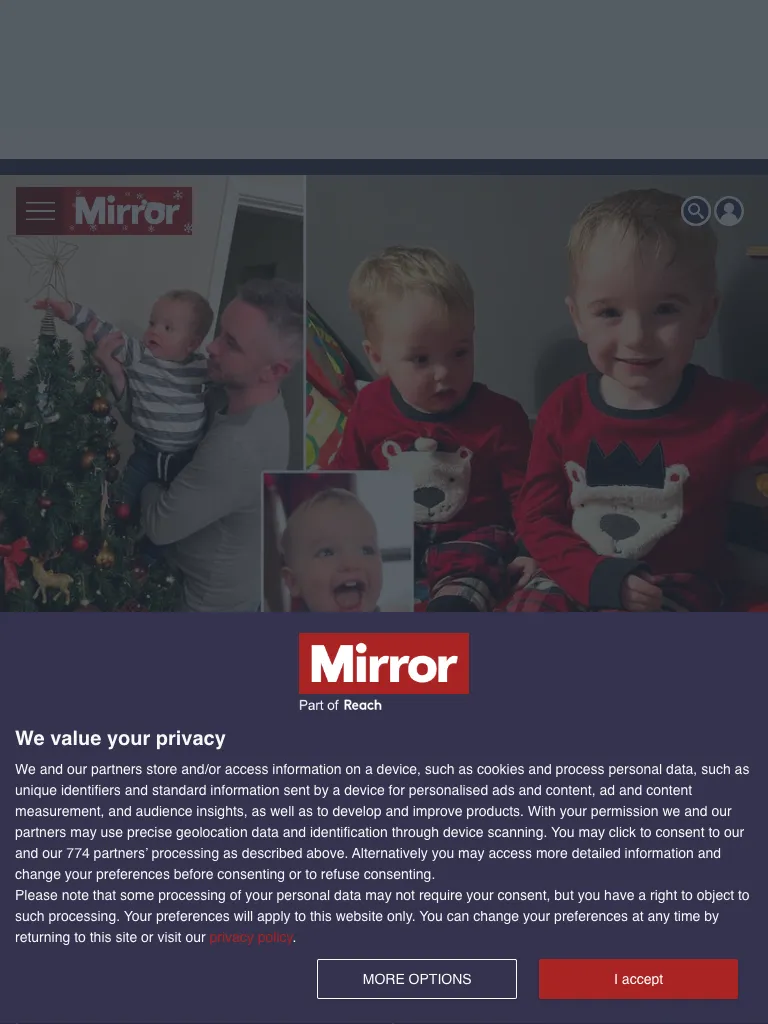 Mirror
Mirror
Part of Reach
We value your privacy
We and our partners store and/or access information on a device, such as cookies and process personal data, such as
unique identifiers and standard information sent by a device for personalised ads and content, ad and content
measurement, and audience insights, as well as to develop and improve products. With your permission we and our
partners may use precise geolocation data and identification through device scanning. You may click to consent to our
and our 774 partners’ processing as described above. Alternatively you may access more detailed information and
change your preferences before consenting or to refuse consenting.
Please note that some processing of your personal data may not require your consent, but you have a right to object to
such processing. Your preferences will apply to this website only. You can change your preferences at any time by
returning to this site or visit our privacy policy.
MORE OPTIONS
I accept